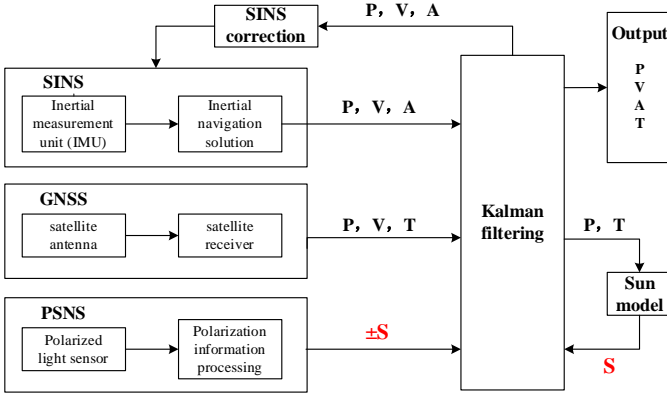 SINS
correction
P, V, A
Output
P
V
A
T
SINS
Inertial
measurement
unit (IMU)
Inertial
navigation
solution
P, V, A
GNSS
satellite
antenna
satellite
receiver
P, V, T
Kalman
filtering
P, T
Sun
model
PSNS
Polarized
light sensor
Polarization
information
processing
±S
S